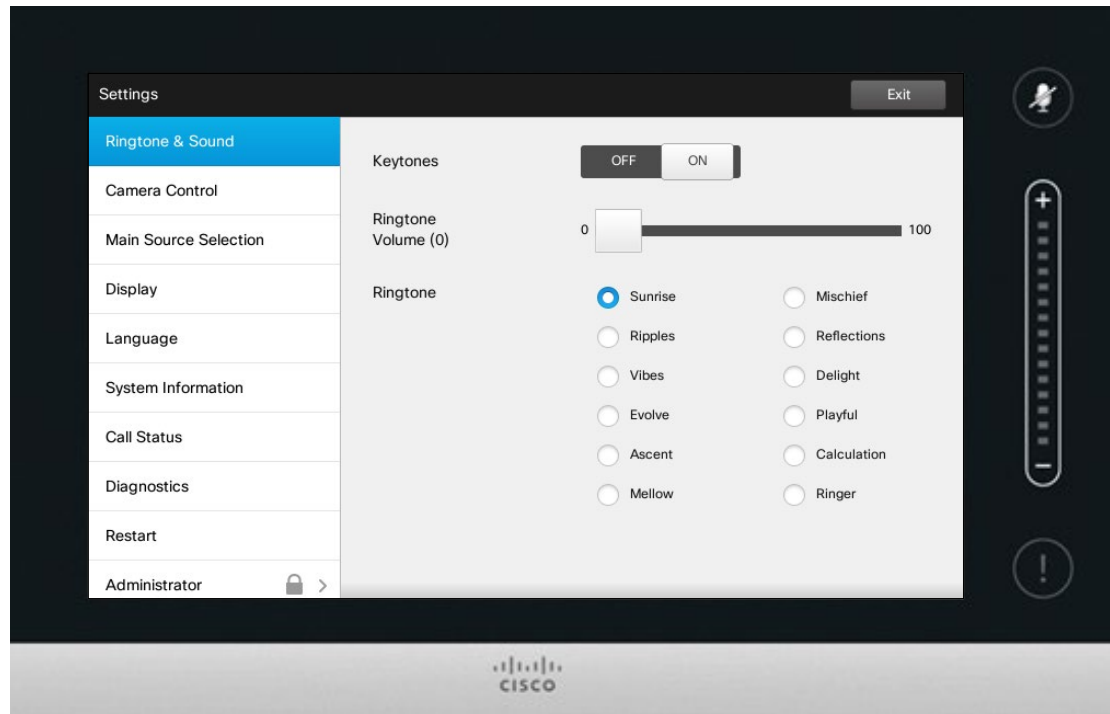 Settings
Exit
Ringtone & Sound
Camera Control
Main Source Selection
Display
Language
System Information
Call Status
Diagnostics
Restart
Administrator
Keytones
OFF ON
Ringtone
Volume (0)
0
100
Ringtone
Sunrise
Mischief
Ripples
Reflections
Vibes
Delight
Evolve
Playful
Ascent
Calculation
Mellow
Ringer
+
-
!
CISCO